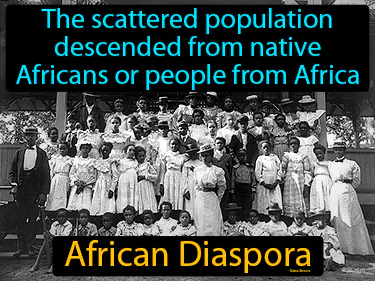 The scattered population
descended from native
Africans or people from Africa
African Diaspora